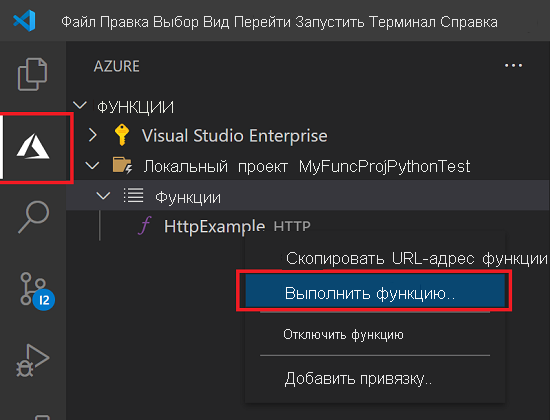 Файл Правка Выбор Вид Перейти Запустить Терминал Справка
AZURE
ФУНКЦИИ
Visual Studio Enterprise
Локальный проект MyFuncProjPythonTest
Функции
HttpExample HTTP
Скопировать URL-адрес функции
12
Выполнить функцию..
Отключить функцию
Добавить привязку..